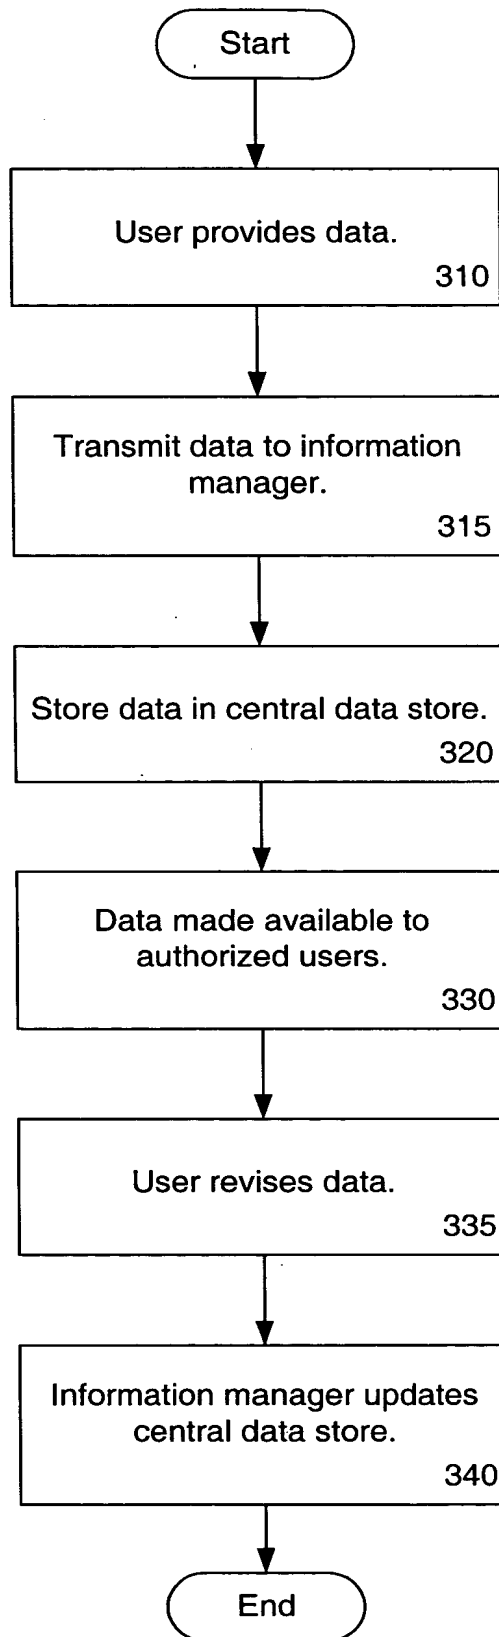 Start
User provides data.
310
Transmit data to information
manager.
315
Store data in central data store.
320
Data made available to
authorized users.
330
User revises data.
335
Information manager updates
central data store.
340
End